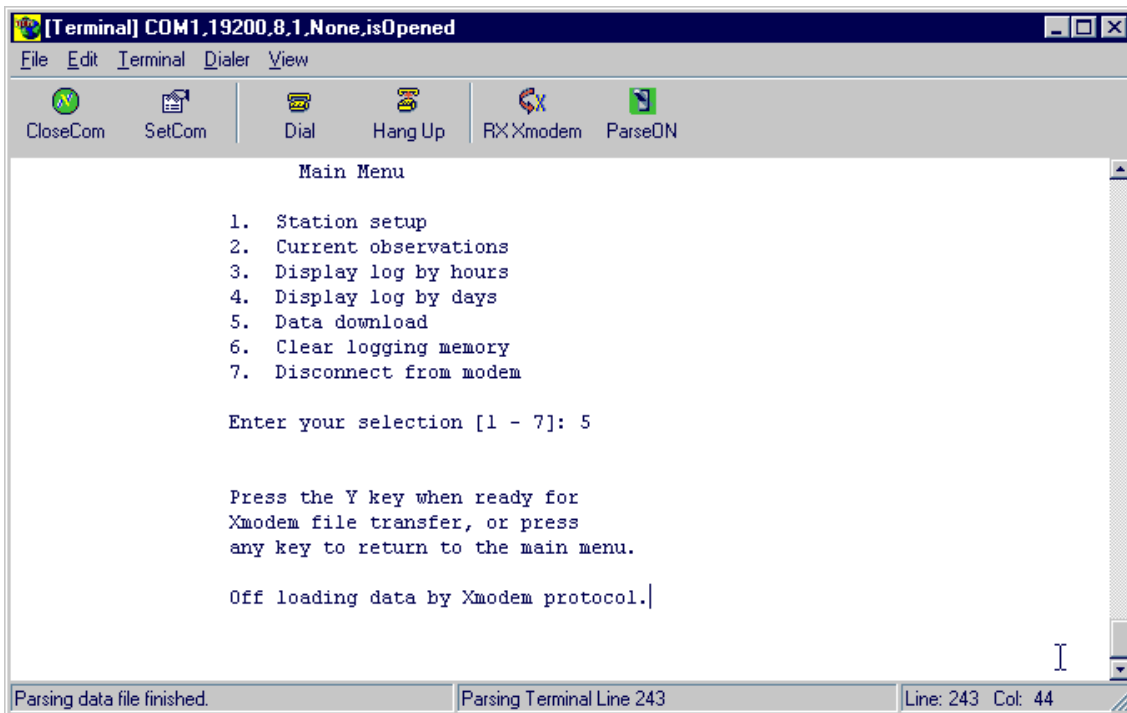 [Terminal] COM1,19200,8,1,None,isOpened
File Edit Terminal Dialer View
CloseCom SetCom Dial Hang Up RX Xmodem ParseON
Main Menu
1. Station setup
2. Current observations
3. Display log by hours
4. Display log by days
5. Data download
6. Clear logging memory
7. Disconnect from modem
Enter your selection [1 - 7]: 5
Press the Y key when ready for
Xmodem file transfer, or press
any key to return to the main menu.
Off loading data by Xmodem protocol.
Parsing data file finished. Parsing Terminal Line 243 Line: 243 Col: 44